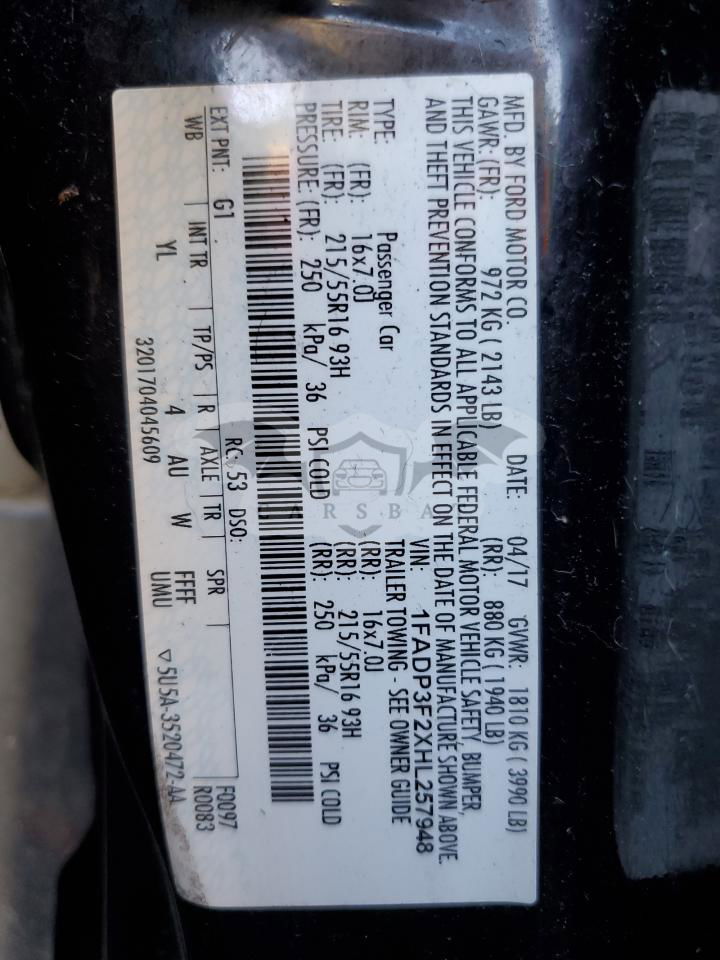 MFD. BY FORD MOTOR CO.
DATE: 04/17 GVWR: 1810 KG ( 3990 LB)
GAWR: (FR): 972 KG ( 2143 LB) (RR): 880 KG ( 1940 LB)
THIS VEHICLE CONFORMS TO ALL APPLICABLE FEDERAL MOTOR VEHICLE SAFETY, BUMPER,
AND THEFT PREVENTION STANDARDS IN EFFECT ON THE DATE OF MANUFACTURE SHOWN ABOVE.
VIN: 1FADP3F2XHL257948
TYPE: Passenger Car TRAILER TOWING - SEE OWNER GUIDE
RIM: (FR): 16x7.0J (RR): 16x7.0J
TIRE: (FR): 215/55R16 93H (RR): 215/55R16 93H
PRESSURE: (FR): 250 kPa/ 36 PSI COLD (RR): 250 kPa/ 36 PSI COLD
EXT PNT: G1 RC: 53 DSO: F0097
WB INT TR TP/PS R AXLE TR SPR R0083
YL 4 AU W FFFF UMU
3201704045609 ▽5U5A-3520472-AA
CARSBA